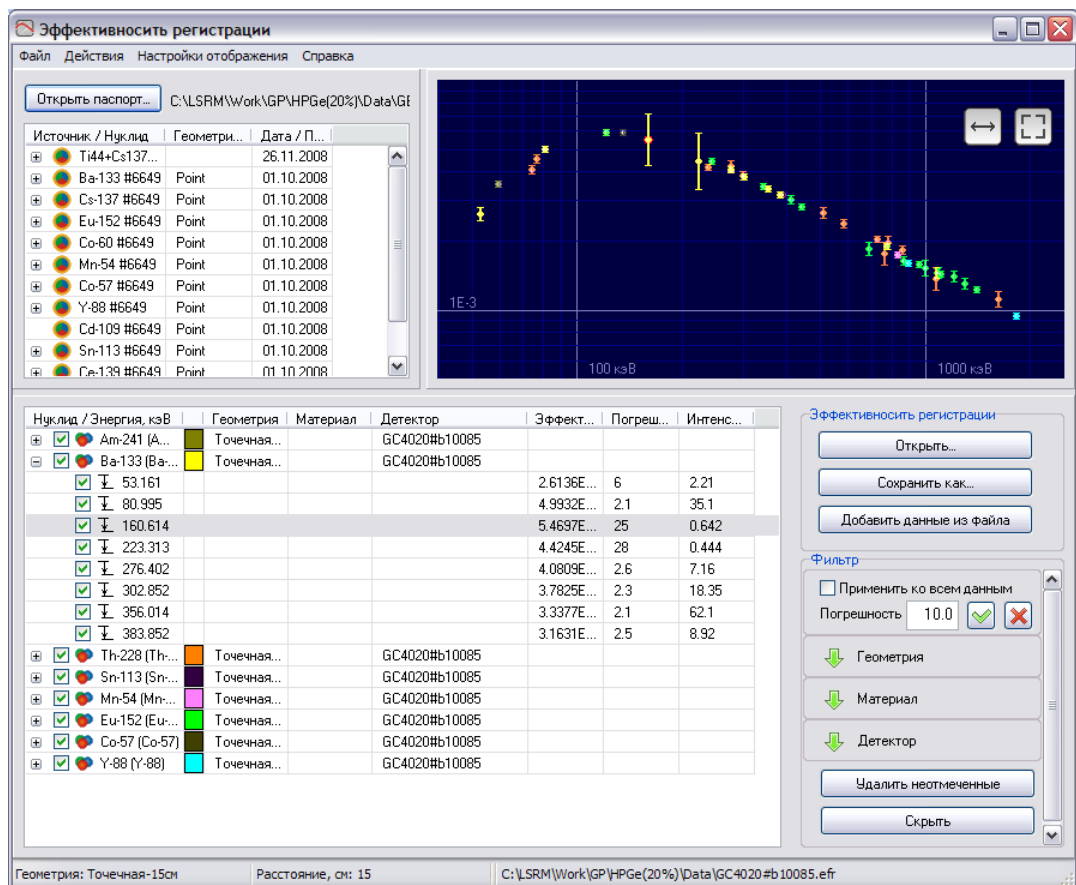 Эффективносить регистрации
Файл Действия Настройки отображения Справка
Открыть паспорт... C:\LSRM\Work\GP\HPGe(20%)\Data\GE
Источник / Нуклид Геометри... Дата / П...
Ti44+Cs137... 26.11.2008
Ba-133 #6649 Point 01.10.2008
Cs-137 #6649 Point 01.10.2008
Eu-152 #6649 Point 01.10.2008
Co-60 #6649 Point 01.10.2008
Mn-54 #6649 Point 01.10.2008
Co-57 #6649 Point 01.10.2008
Y-88 #6649 Point 01.10.2008
Cd-109 #6649 Point 01.10.2008
Sn-113 #6649 Point 01.10.2008
Ce-139 #6649 Point 01.10.2008
1E-3
100 кэВ 1000 кэВ
Нуклид / Энергия, кэВ Геометрия Материал Детектор Эффект... Погреш... Интенс...
Am-241 (A... Точечная... GC4020#b10085
Ba-133 (Ba-... Точечная... GC4020#b10085
53.161 2.6136E... 6 2.21
80.995 4.9932E... 2.1 35.1
160.614 5.4697E... 25 0.642
223.313 4.4245E... 28 0.444
276.402 4.0809E... 2.6 7.16
302.852 3.7825E... 2.3 18.35
356.014 3.3377E... 2.1 62.1
383.852 3.1631E... 2.5 8.92
Th-228 (Th-... Точечная... GC4020#b10085
Sn-113 (Sn-... Точечная... GC4020#b10085
Mn-54 (Mn-... Точечная... GC4020#b10085
Eu-152 (Eu-... Точечная... GC4020#b10085
Co-57 (Co-57) Точечная... GC4020#b10085
Y-88 (Y-88) Точечная... GC4020#b10085
Эффективносить регистрации
Открыть...
Сохранить как...
Добавить данные из файла
Фильтр
Применить ко всем данным
Погрешность 10.0
Геометрия
Материал
Детектор
Удалить неотмеченные
Скрыть
Геометрия: Точечная-15см Расстояние, см: 15 C:\LSRM\Work\GP\HPGe(20%)\Data\GC4020#b10085.efr